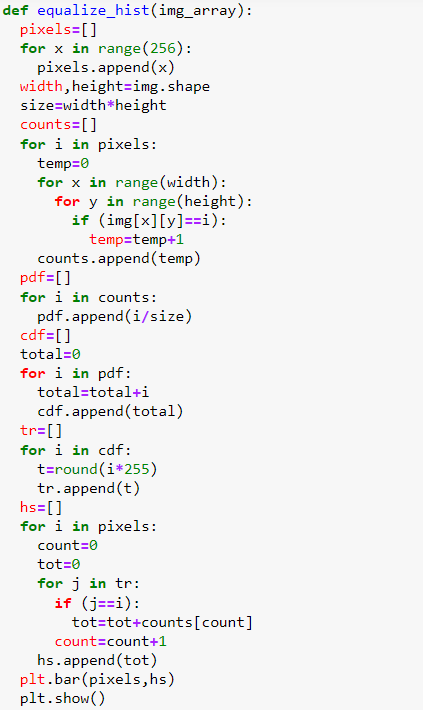 def equalize_hist(img_array):
  pixels=[]
  for x in range(256):
    pixels.append(x)
  width,height=img.shape
  size=width*height
  counts=[]
  for i in pixels:
    temp=0
    for x in range(width):
      for y in range(height):
        if (img[x][y]==i):
          temp=temp+1
    counts.append(temp)
  pdf=[]
  for i in counts:
    pdf.append(i/size)
  cdf=[]
  total=0
  for i in pdf:
    total=total+i
    cdf.append(total)
  tr=[]
  for i in cdf:
    t=round(i*255)
    tr.append(t)
  hs=[]
  for i in pixels:
    count=0
    tot=0
    for j in tr:
      if (j==i):
        tot=tot+counts[count]
      count=count+1
    hs.append(tot)
  plt.bar(pixels,hs)
  plt.show()